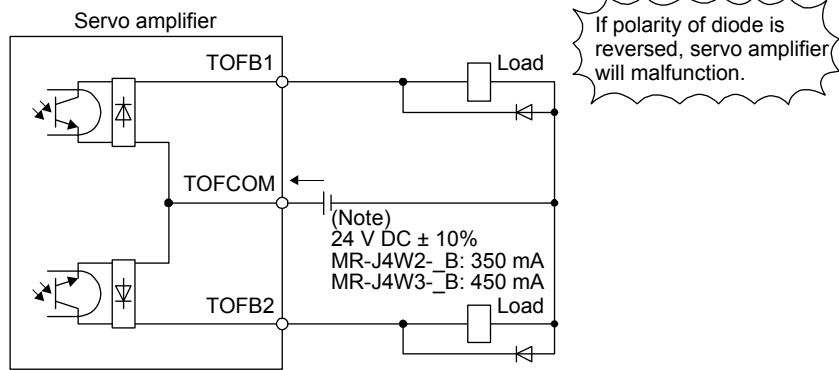 Servo amplifier
If polarity of diode is
reversed, servo amplifier
will malfunction.
TOFB1
Load
TOFCOM
(Note)
24 V DC ± 10%
MR-J4W2-_B: 350 mA
MR-J4W3-_B: 450 mA
TOFB2
Load